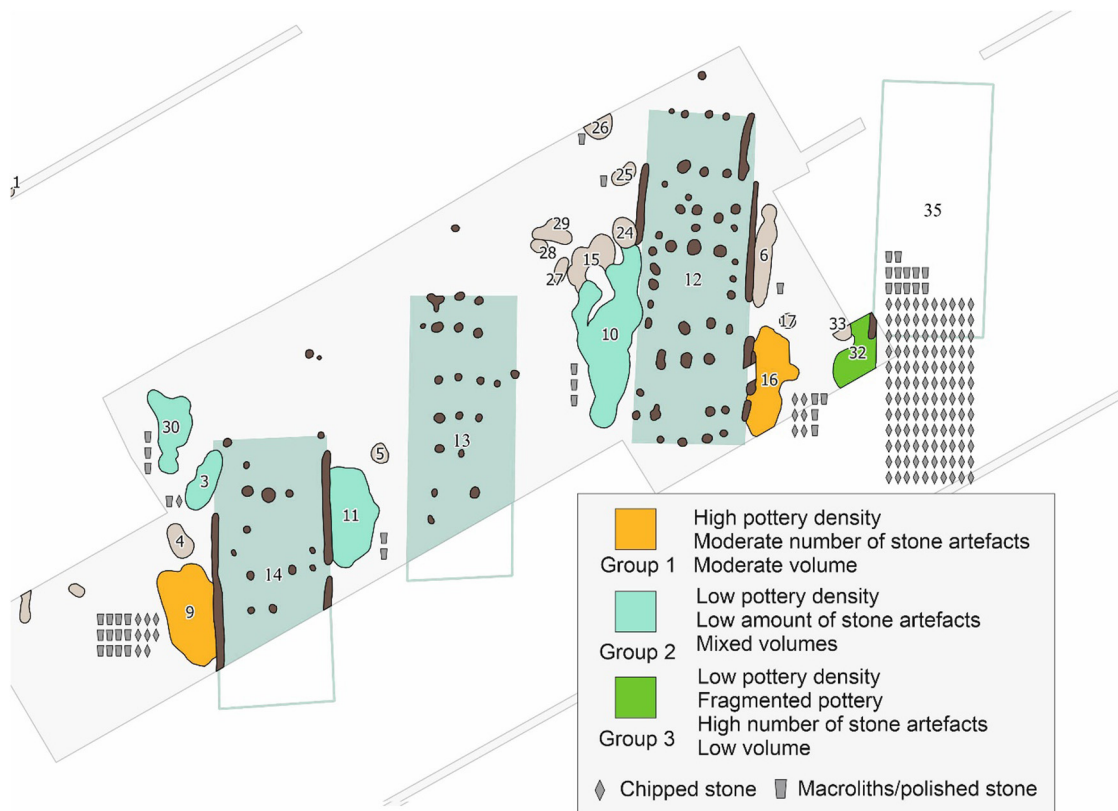 1
26
25
35
29
24
28
15
6
27
12
10
17
33
32
16
30
13
5
3
11
4
14
9
High pottery density
Moderate number of stone artefacts
Group 1 Moderate volume
Low pottery density
Low amount of stone artefacts
Group 2 Mixed volumes
Low pottery density
Fragmented pottery
High number of stone artefacts
Group 3 Low volume
Chipped stone Macroliths/polished stone